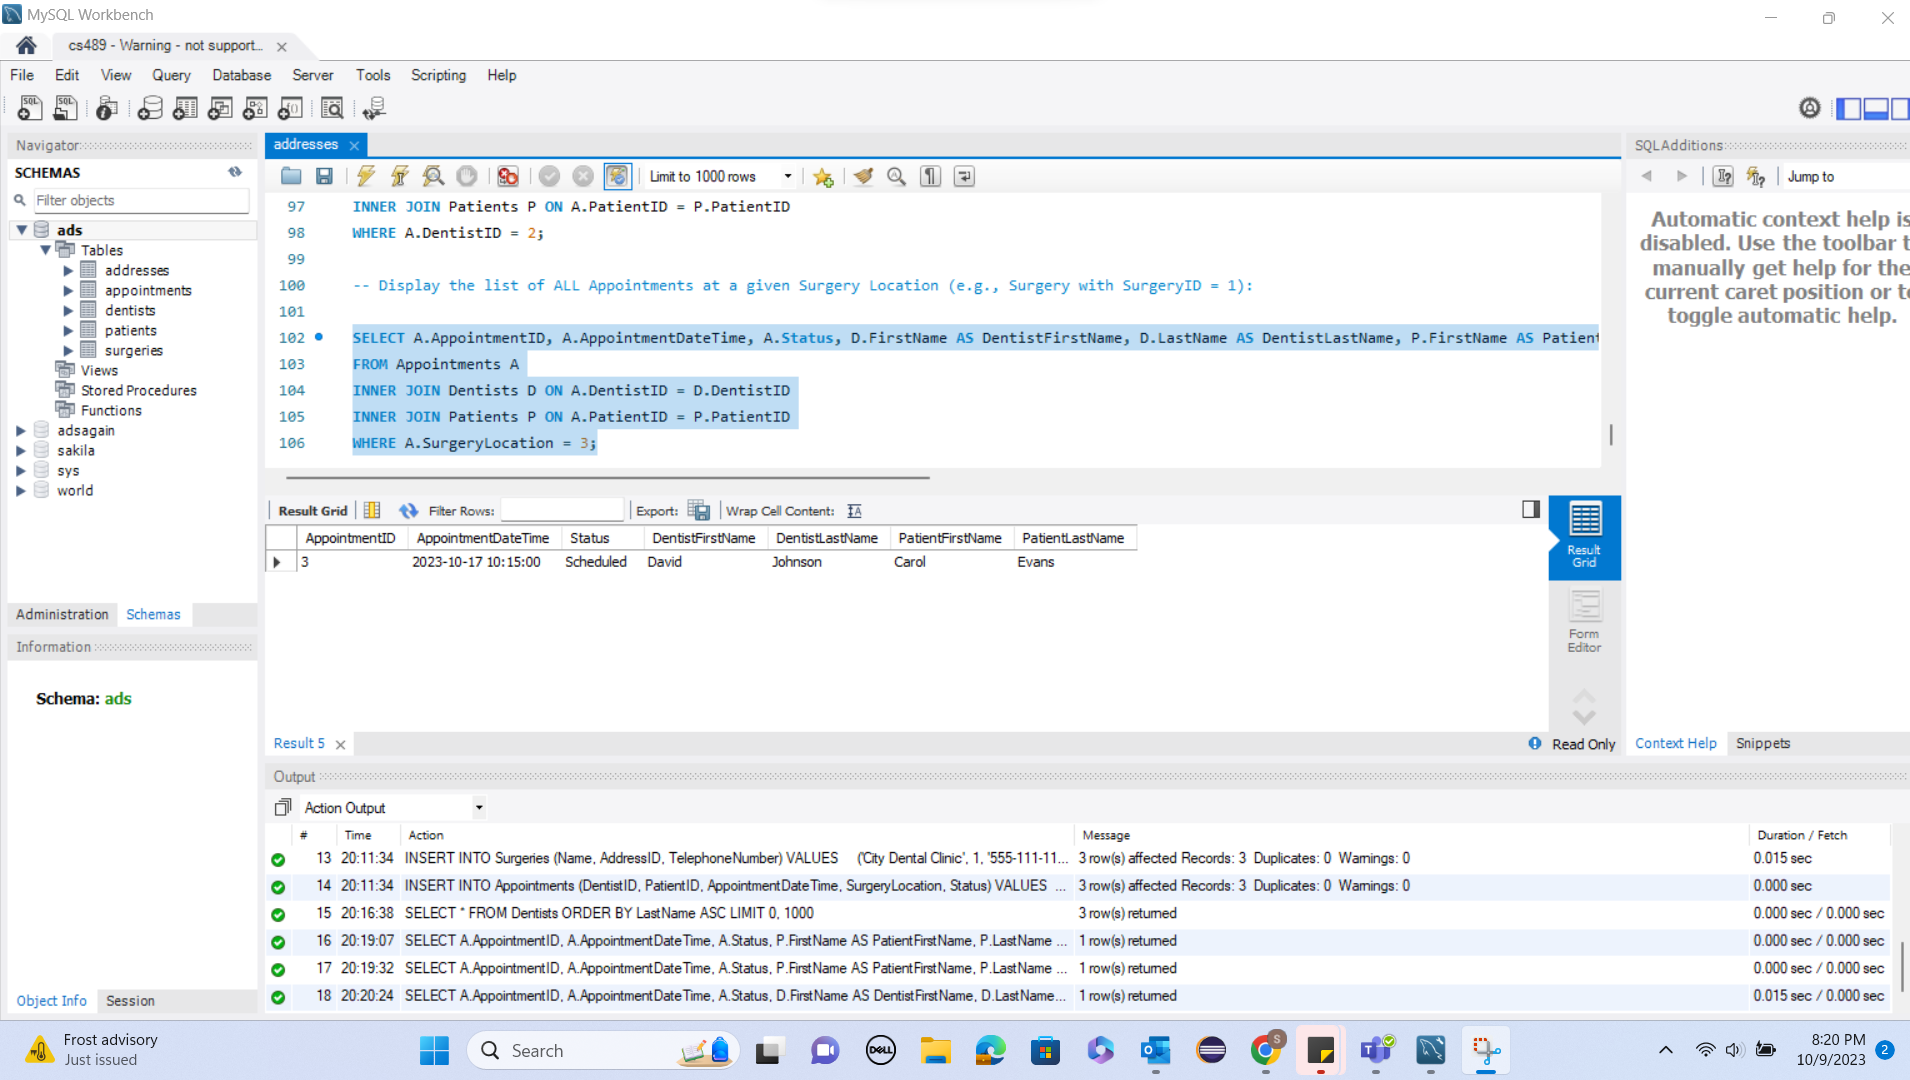 MySQL Workbench
cs489 - Warning - not support...
File Edit View Query Database Server Tools Scripting Help
Navigator
SCHEMAS
Filter objects
ads
Tables
addresses
appointments
dentists
patients
surgeries
Views
Stored Procedures
Functions
adsagain
sakila
sys
world
Administration Schemas
Information
Schema: ads
Object Info Session
addresses
Limit to 1000 rows
97 INNER JOIN Patients P ON A.PatientID = P.PatientID
98 WHERE A.DentistID = 2;
99
100 -- Display the list of ALL Appointments at a given Surgery Location (e.g., Surgery with SurgeryID = 1):
101
102 SELECT A.AppointmentID, A.AppointmentDateTime, A.Status, D.FirstName AS DentistFirstName, D.LastName AS DentistLastName, P.FirstName AS Patient
103 FROM Appointments A
104 INNER JOIN Dentists D ON A.DentistID = D.DentistID
105 INNER JOIN Patients P ON A.PatientID = P.PatientID
106 WHERE A.SurgeryLocation = 3;
Result Grid Filter Rows: Export: Wrap Cell Content:
AppointmentID AppointmentDateTime Status DentistFirstName DentistLastName PatientFirstName PatientLastName
3 2023-10-17 10:15:00 Scheduled David Johnson Carol Evans
Result
Grid
Form
Editor
Result 5
Read Only
SQLAdditions
Jump to
Automatic context help is
disabled. Use the toolbar t
manually get help for the
current caret position or to
toggle automatic help.
Context Help Snippets
Output
Action Output
# Time Action Message Duration / Fetch
13 20:11:34 INSERT INTO Surgeries (Name, AddressID, TelephoneNumber) VALUES ('City Dental Clinic', 1, '555-111-11... 3 row(s) affected Records: 3 Duplicates: 0 Warnings: 0 0.015 sec
14 20:11:34 INSERT INTO Appointments (DentistID, PatientID, AppointmentDateTime, SurgeryLocation, Status) VALUES ... 3 row(s) affected Records: 3 Duplicates: 0 Warnings: 0 0.000 sec
15 20:16:38 SELECT * FROM Dentists ORDER BY LastName ASC LIMIT 0, 1000 3 row(s) returned 0.000 sec / 0.000 sec
16 20:19:07 SELECT A.AppointmentID, A.AppointmentDateTime, A.Status, P.FirstName AS PatientFirstName, P.LastName ... 1 row(s) returned 0.000 sec / 0.000 sec
17 20:19:32 SELECT A.AppointmentID, A.AppointmentDateTime, A.Status, P.FirstName AS PatientFirstName, P.LastName ... 1 row(s) returned 0.000 sec / 0.000 sec
18 20:20:24 SELECT A.AppointmentID, A.AppointmentDateTime, A.Status, D.FirstName AS DentistFirstName, D.LastName... 1 row(s) returned 0.015 sec / 0.000 sec
Frost advisory
Just issued
Search
DELL
S
8:20 PM
10/9/2023
2